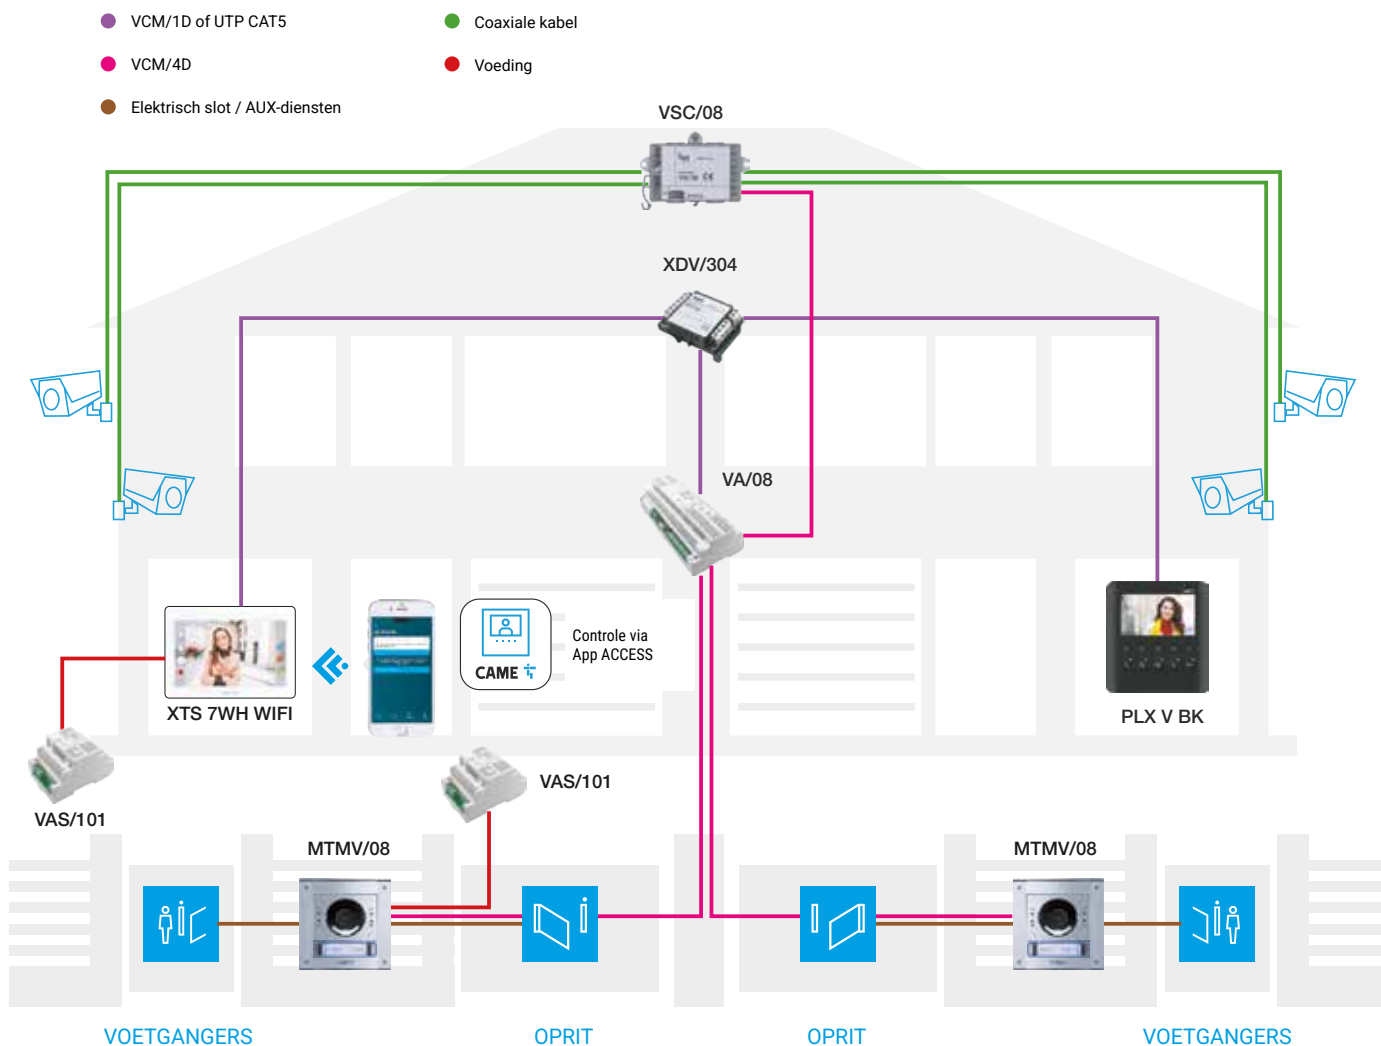 VCM/1D of UTP CAT5
Coaxiale kabel
VCM/4D
Voeding
Elektrisch slot / AUX-diensten
VSC/08
XDV/304
VA/08
Controle via
App ACCESS
CAME
XTS 7WH WIFI
PLX V BK
VAS/101
VAS/101
MTMV/08
MTMV/08
VOETGANGERS
OPRIT
OPRIT
VOETGANGERS